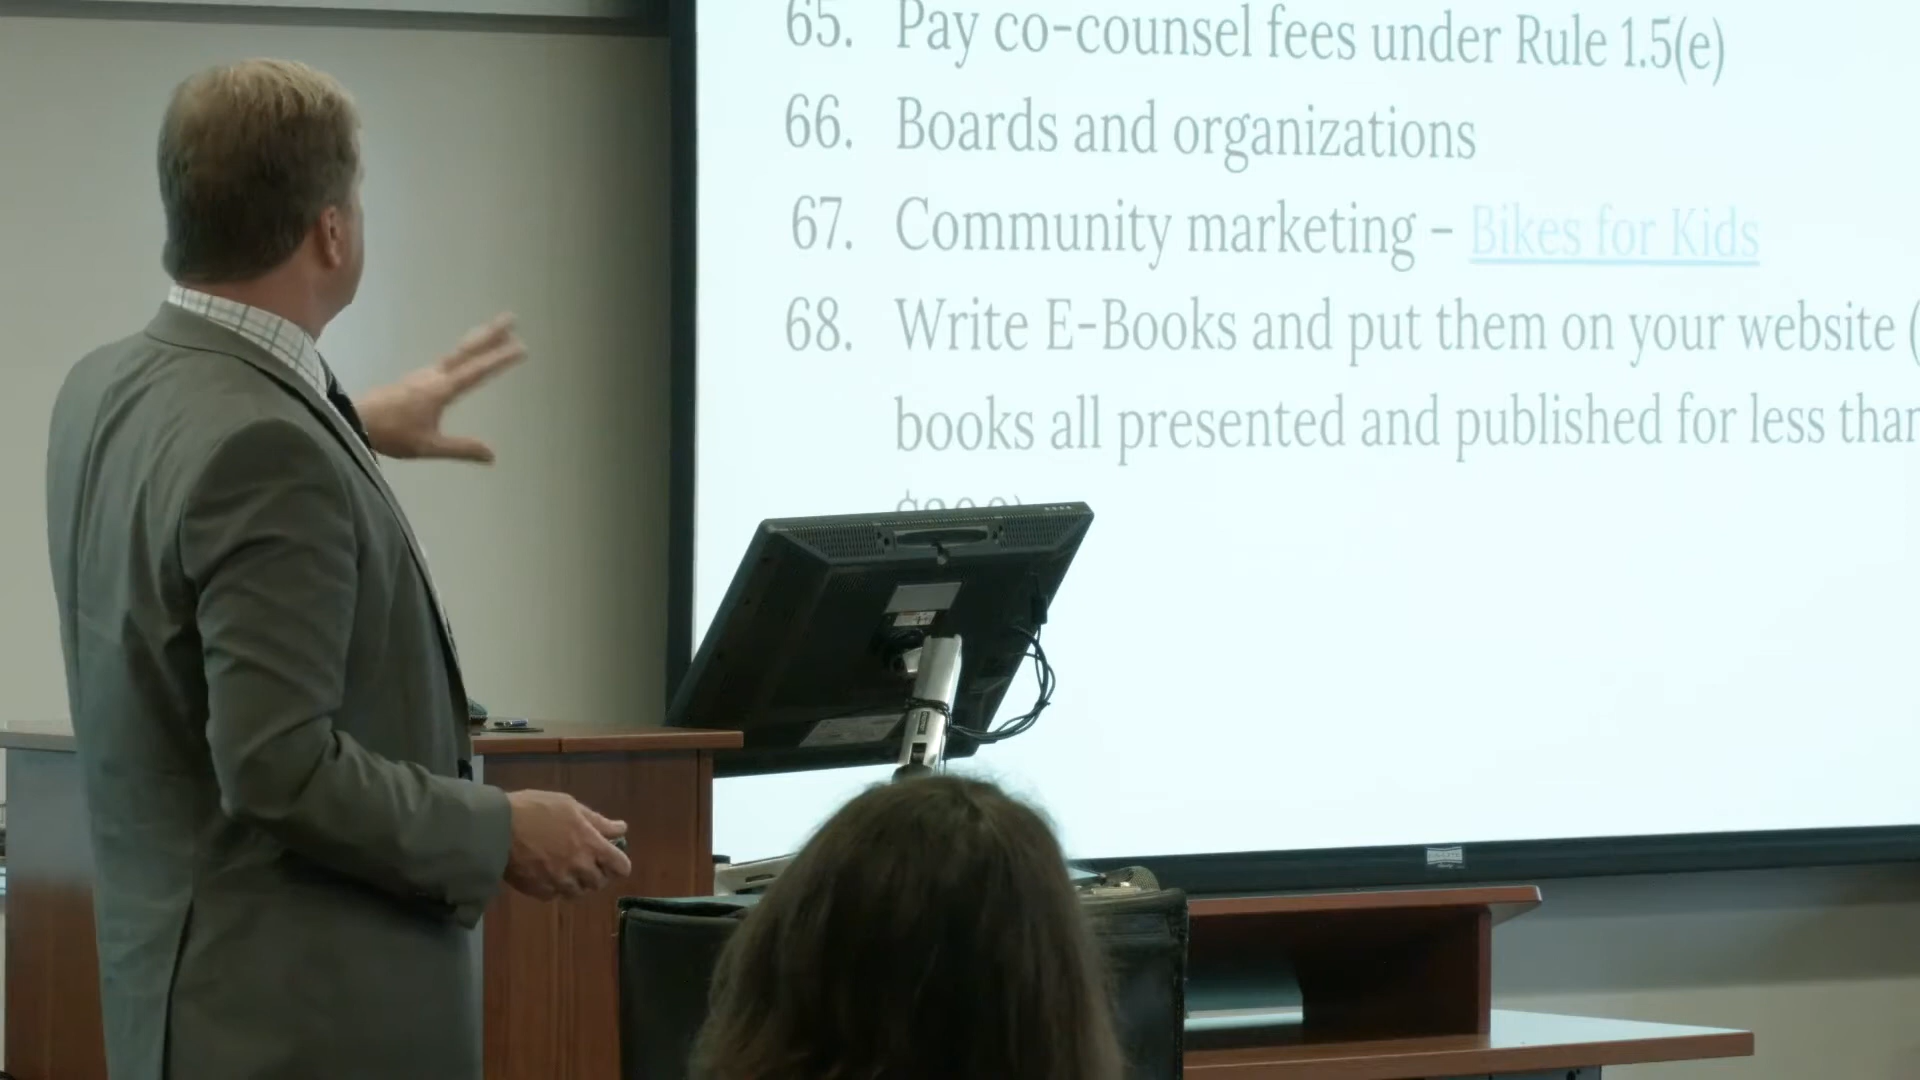 65. Pay co-counsel fees under Rule 1.5(e)
66. Boards and organizations
67. Community marketing – Bikes for Kids
68. Write E-Books and put them on your website (
books all presented and published for less than